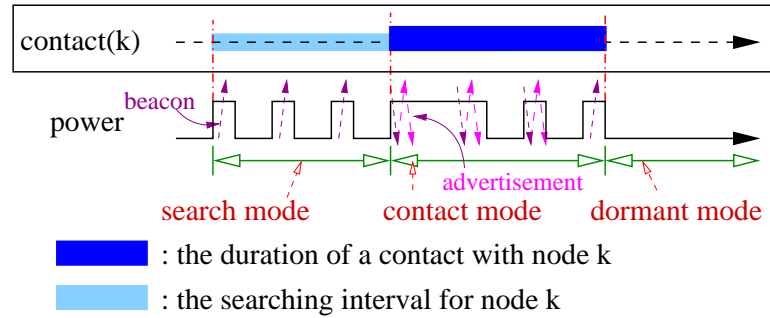 contact(k)
beacon
power
advertisement
search mode
contact mode
dormant mode
: the duration of a contact with node k
: the searching interval for node k